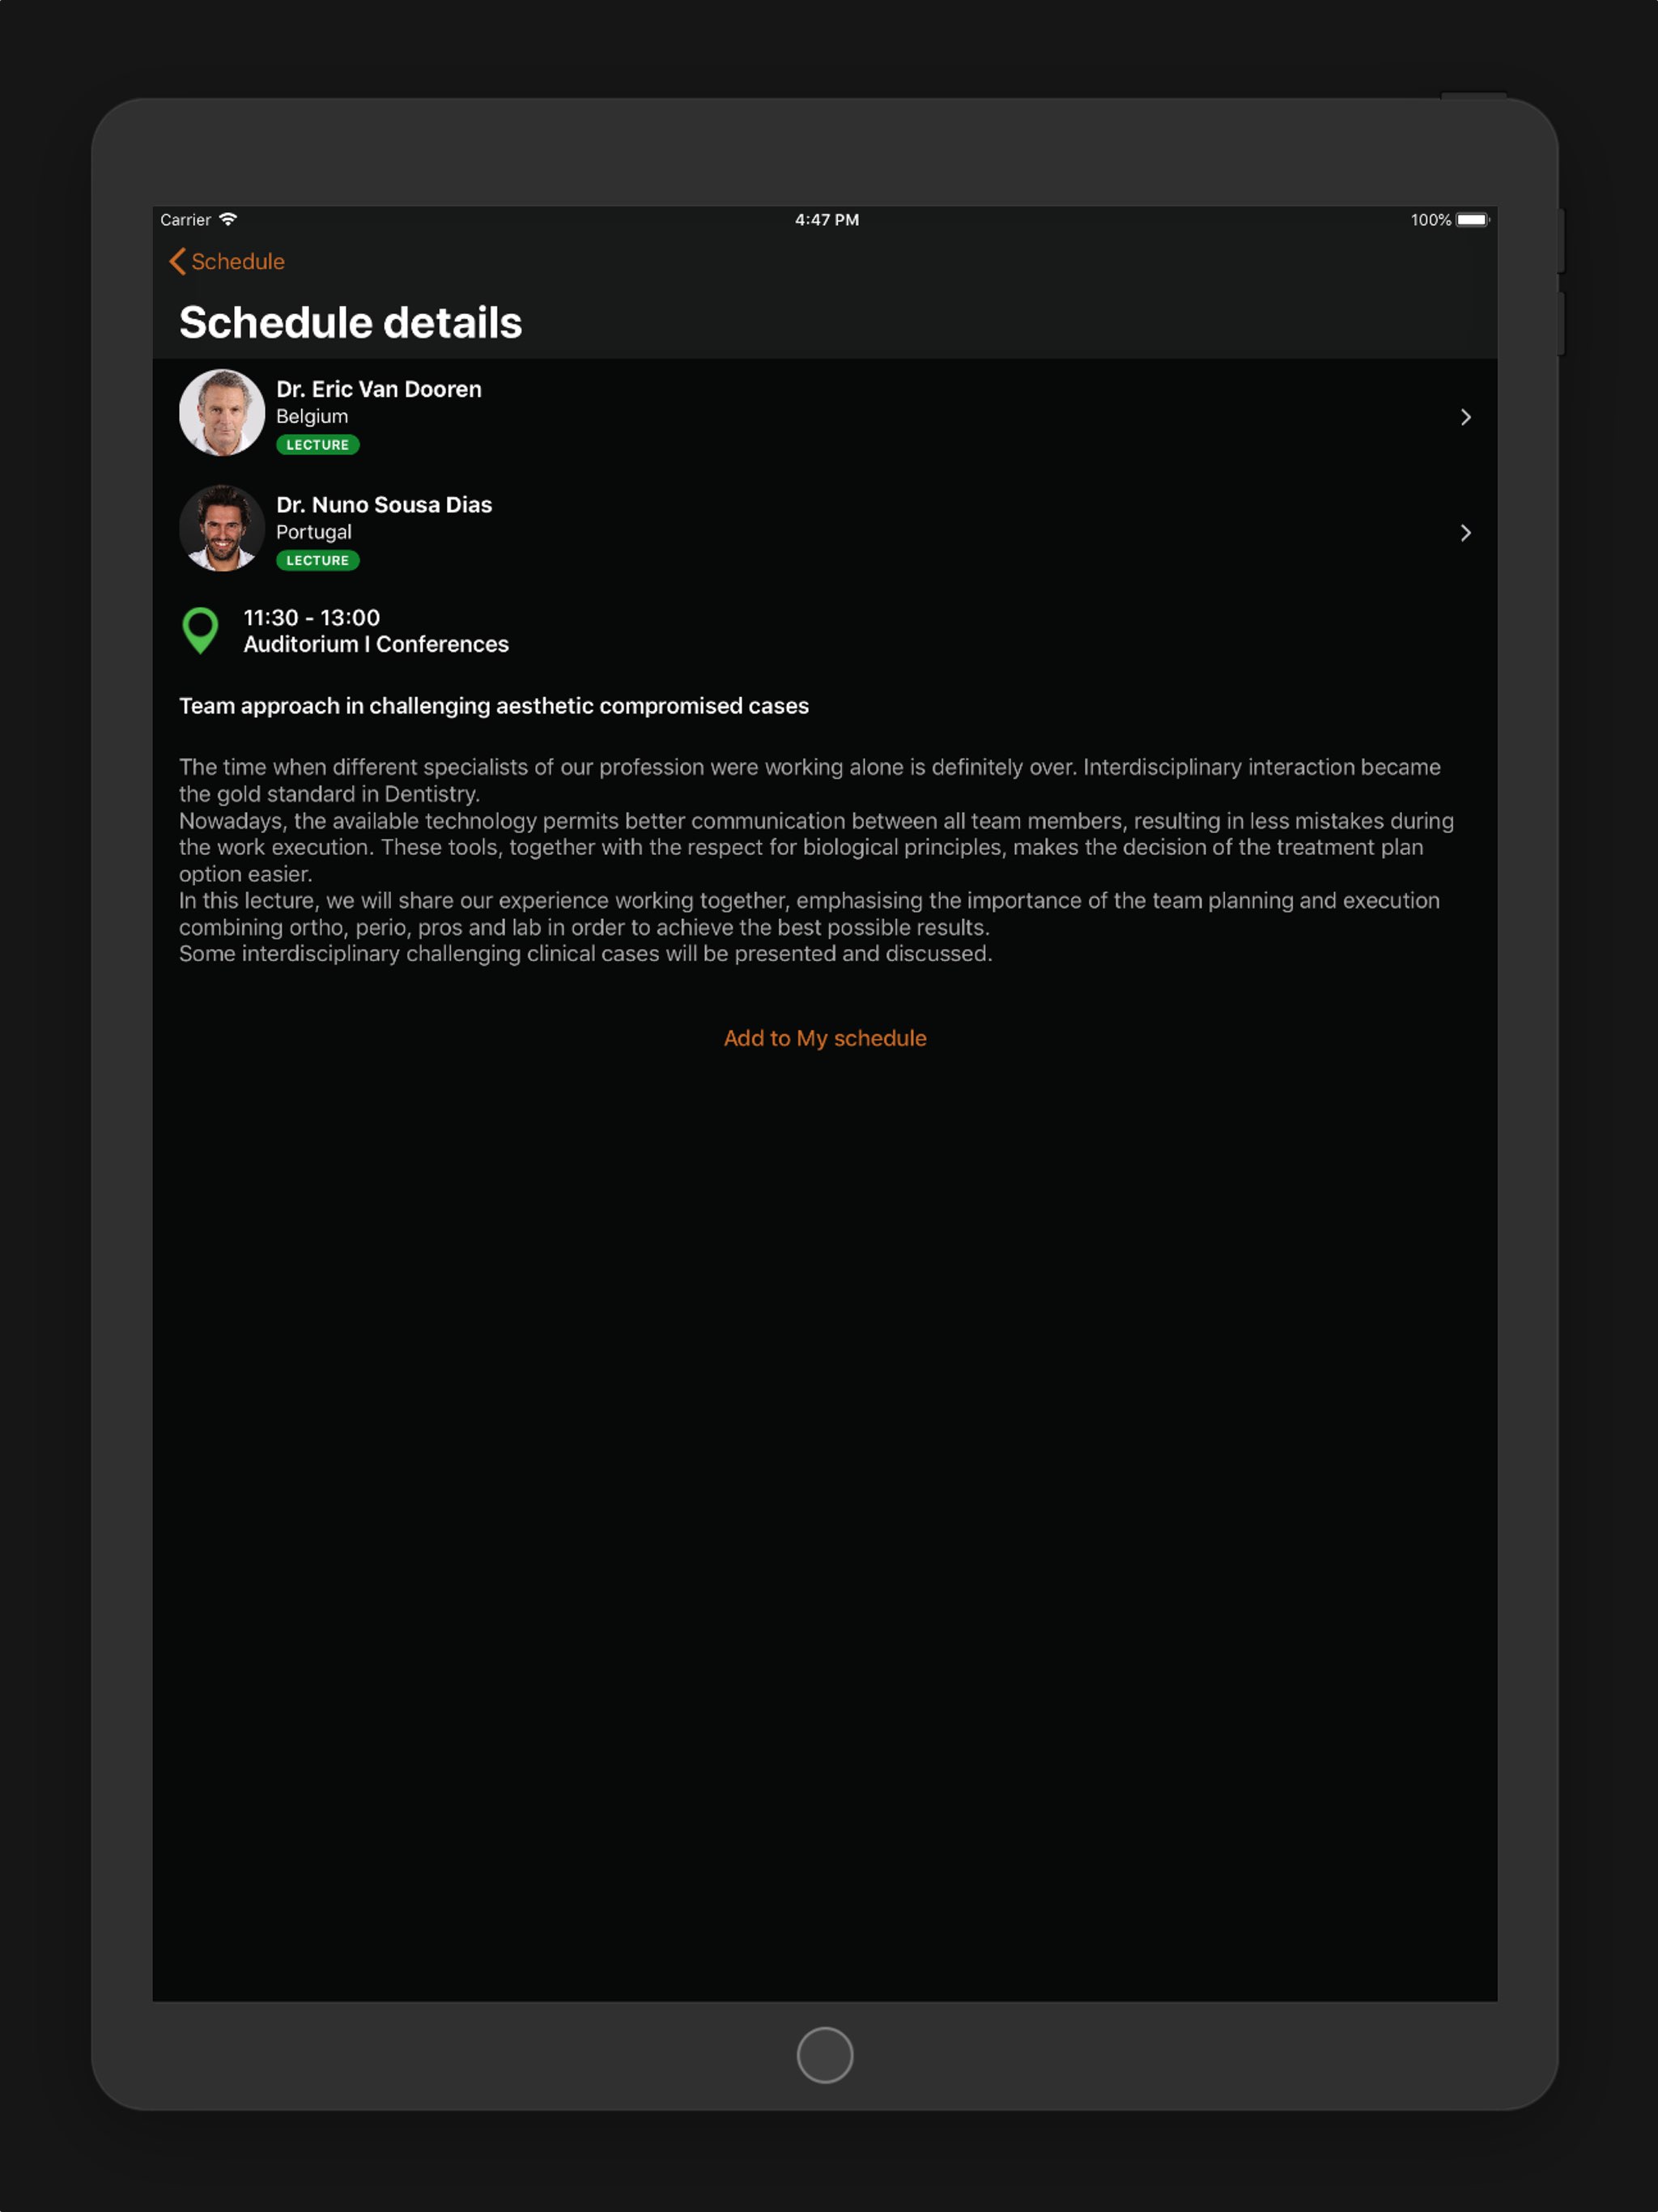 Carrier
4:47 PM
100%
Schedule
Schedule details
Dr. Eric Van Dooren
Belgium
LECTURE
Dr. Nuno Sousa Dias
Portugal
LECTURE
11:30 - 13:00
Auditorium I Conferences
Team approach in challenging aesthetic compromised cases
The time when different specialists of our profession were working alone is definitely over. Interdisciplinary interaction became
the gold standard in Dentistry.
Nowadays, the available technology permits better communication between all team members, resulting in less mistakes during
the work execution. These tools, together with the respect for biological principles, makes the decision of the treatment plan
option easier.
In this lecture, we will share our experience working together, emphasising the importance of the team planning and execution
combining ortho, perio, pros and lab in order to achieve the best possible results.
Some interdisciplinary challenging clinical cases will be presented and discussed.
Add to My schedule